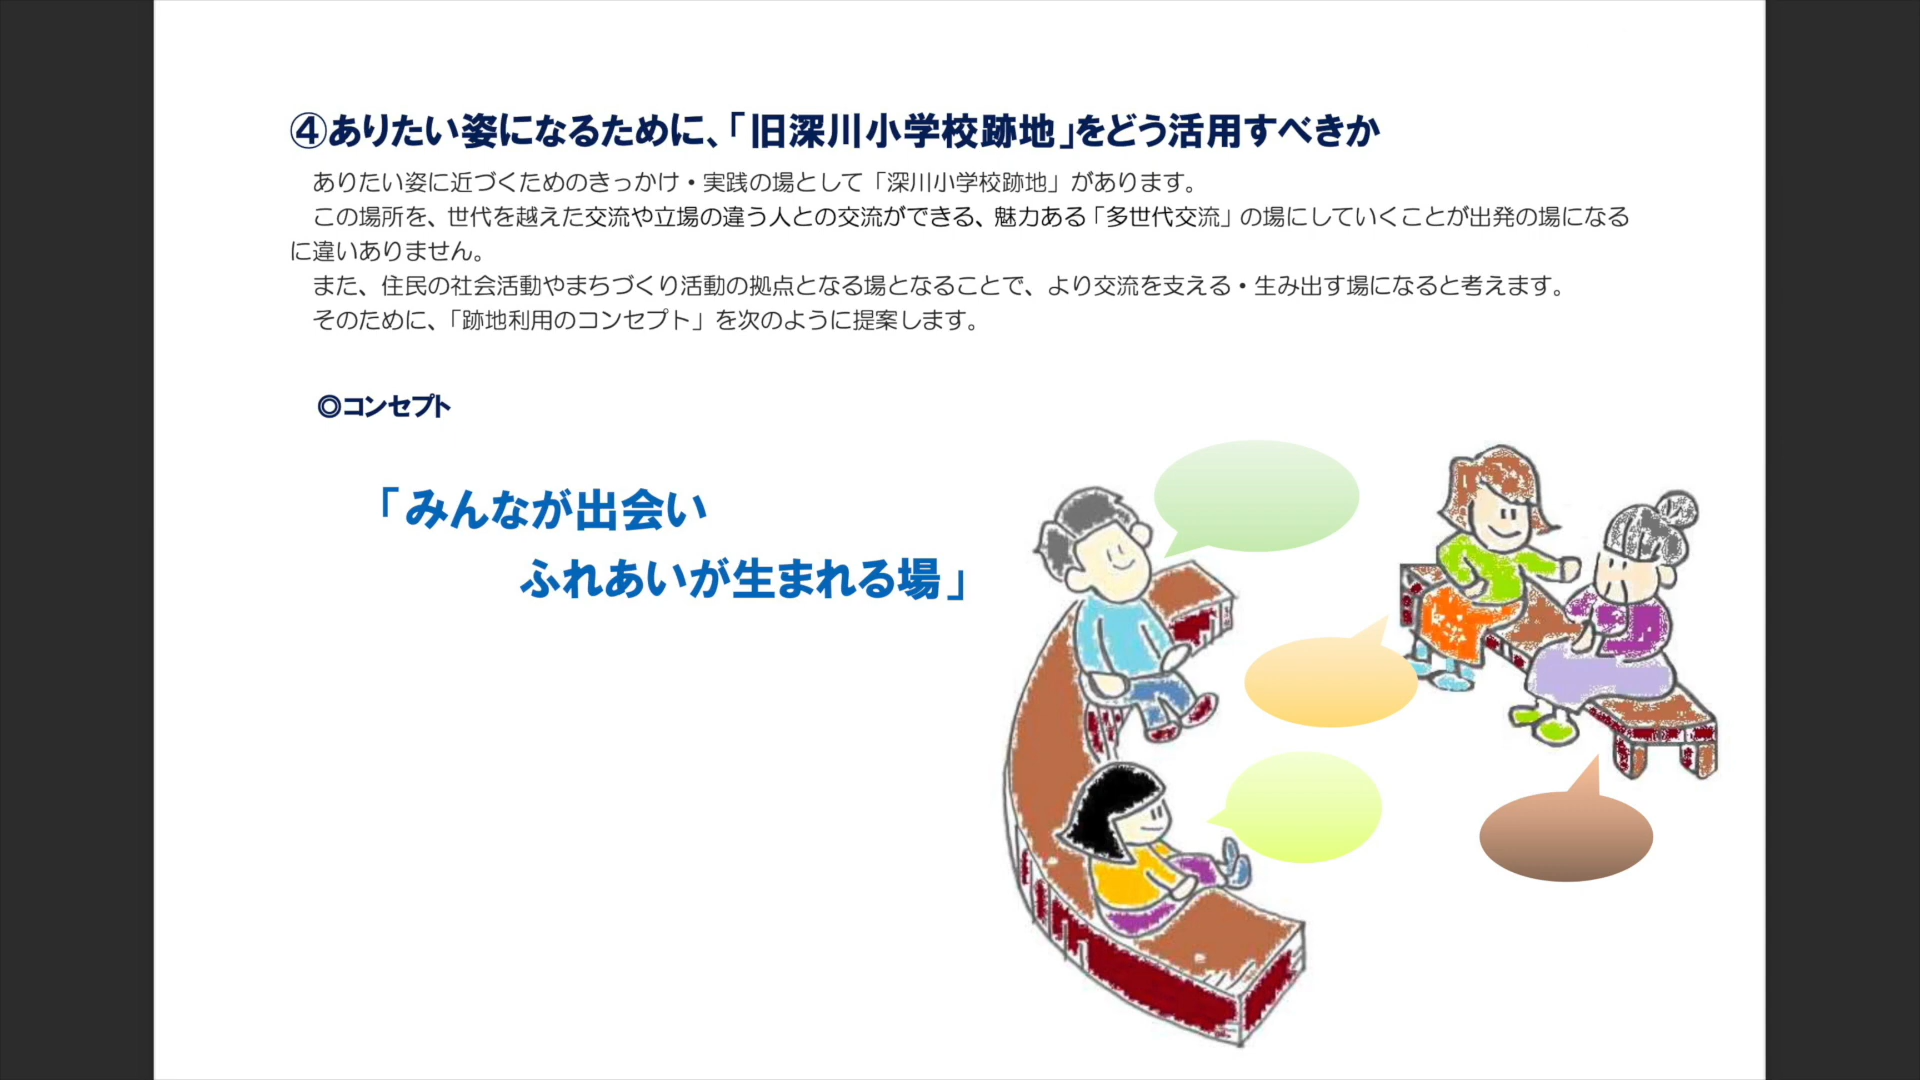 ④ありたい姿になるために、「旧深川小学校跡地」をどう活用すべきか
ありたい姿に近づくためのきっかけ・実践の場として「深川小学校跡地」があります。
この場所を、世代を越えた交流や立場の違う人との交流ができる、魅力ある「多世代交流」の場にしていくことが出発の場になる
に違いありません。
また、住民の社会活動やまちづくり活動の拠点となる場となることで、より交流を支える・生み出す場になると考えます。
そのために、「跡地利用のコンセプト」を次のように提案します。
◎コンセプト
「みんなが出会い
ふれあいが生まれる場」